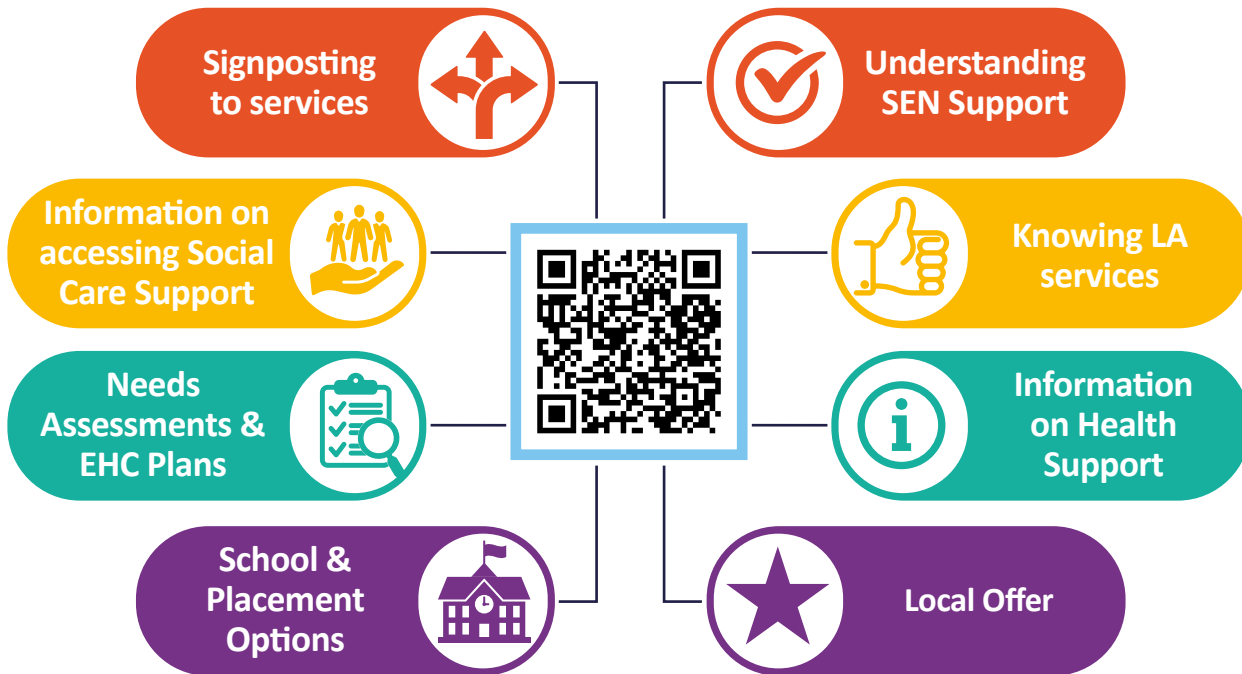 Signposting
to services
Understanding
SEN Support
Information on
accessing Social
Care Support
Knowing LA
services
Needs
Assessments &
EHC Plans
Information
on Health
Support
School &
Placement
Options
Local Offer